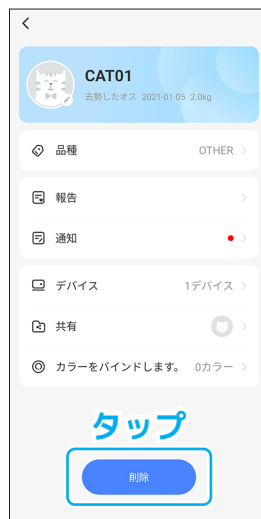 CAT01
去勢したオス 2021-01-05 2.0kg
品種 OTHER
報告
通知
デバイス 1デバイス
共有
カラーをバインドします。 0カラー
タップ
削除